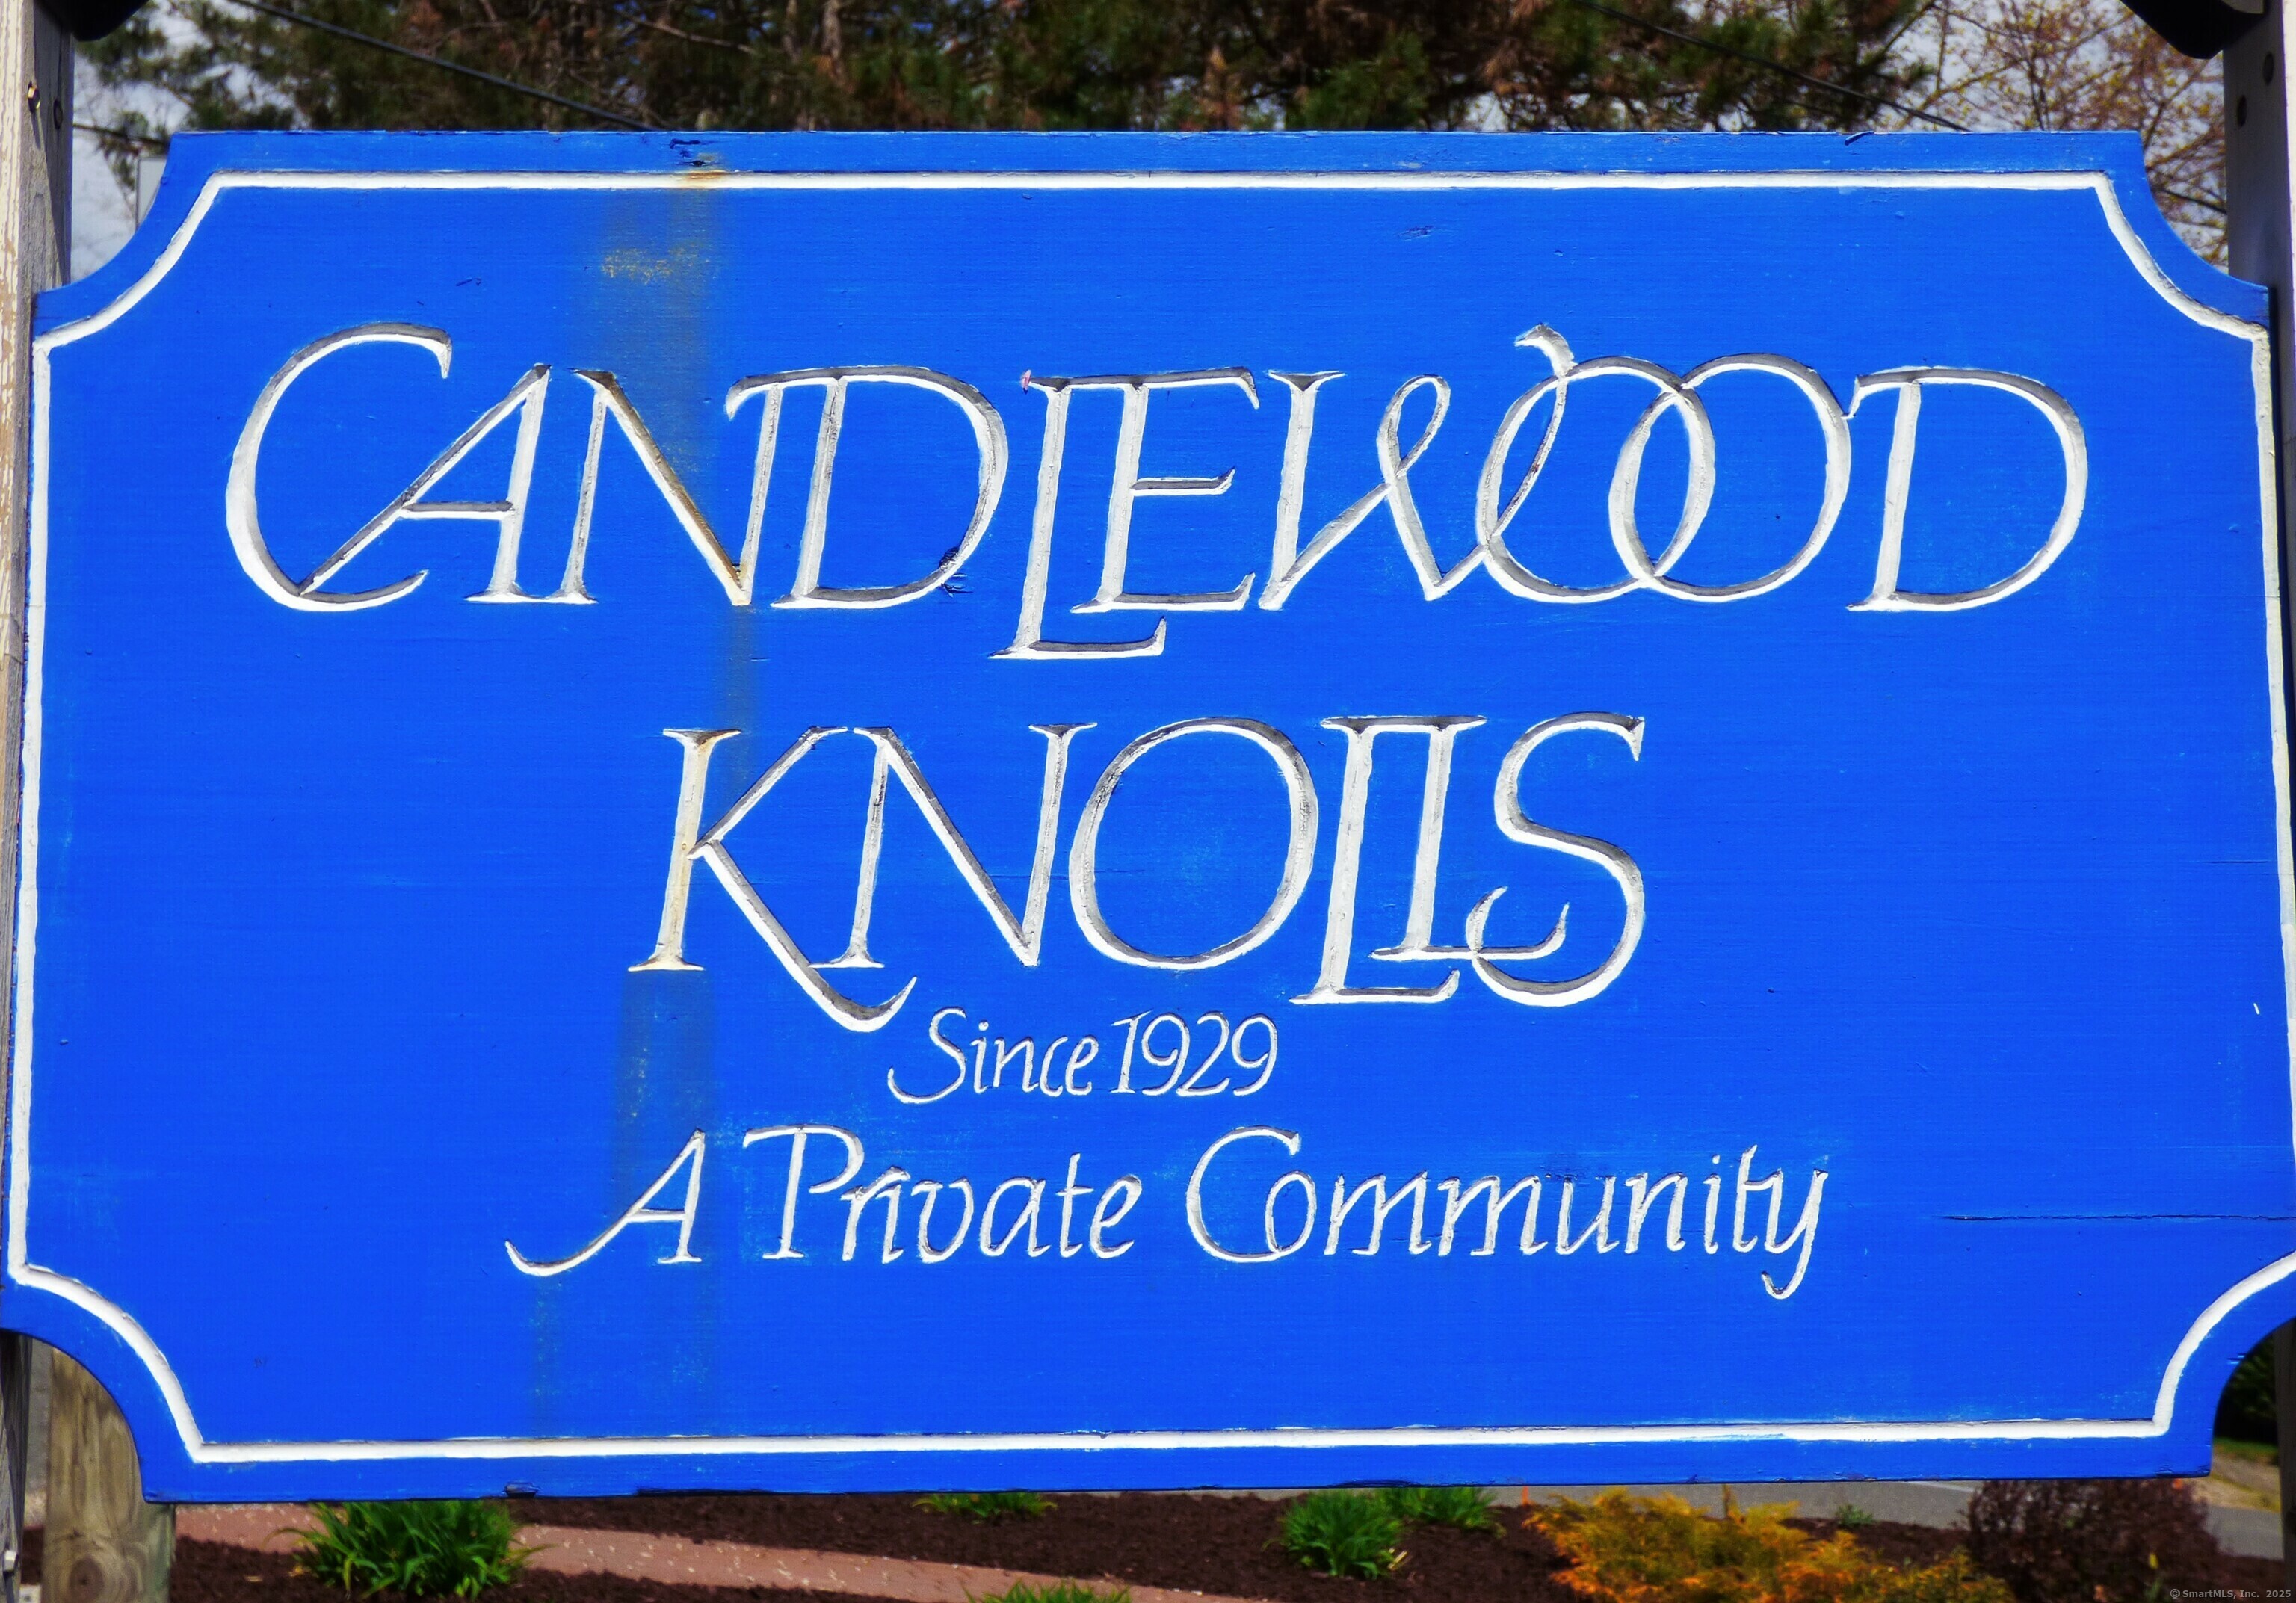 CANDLEWOOD
KNOLLS
Since 1929
A Private Community
© SmartMLS, Inc. 2025